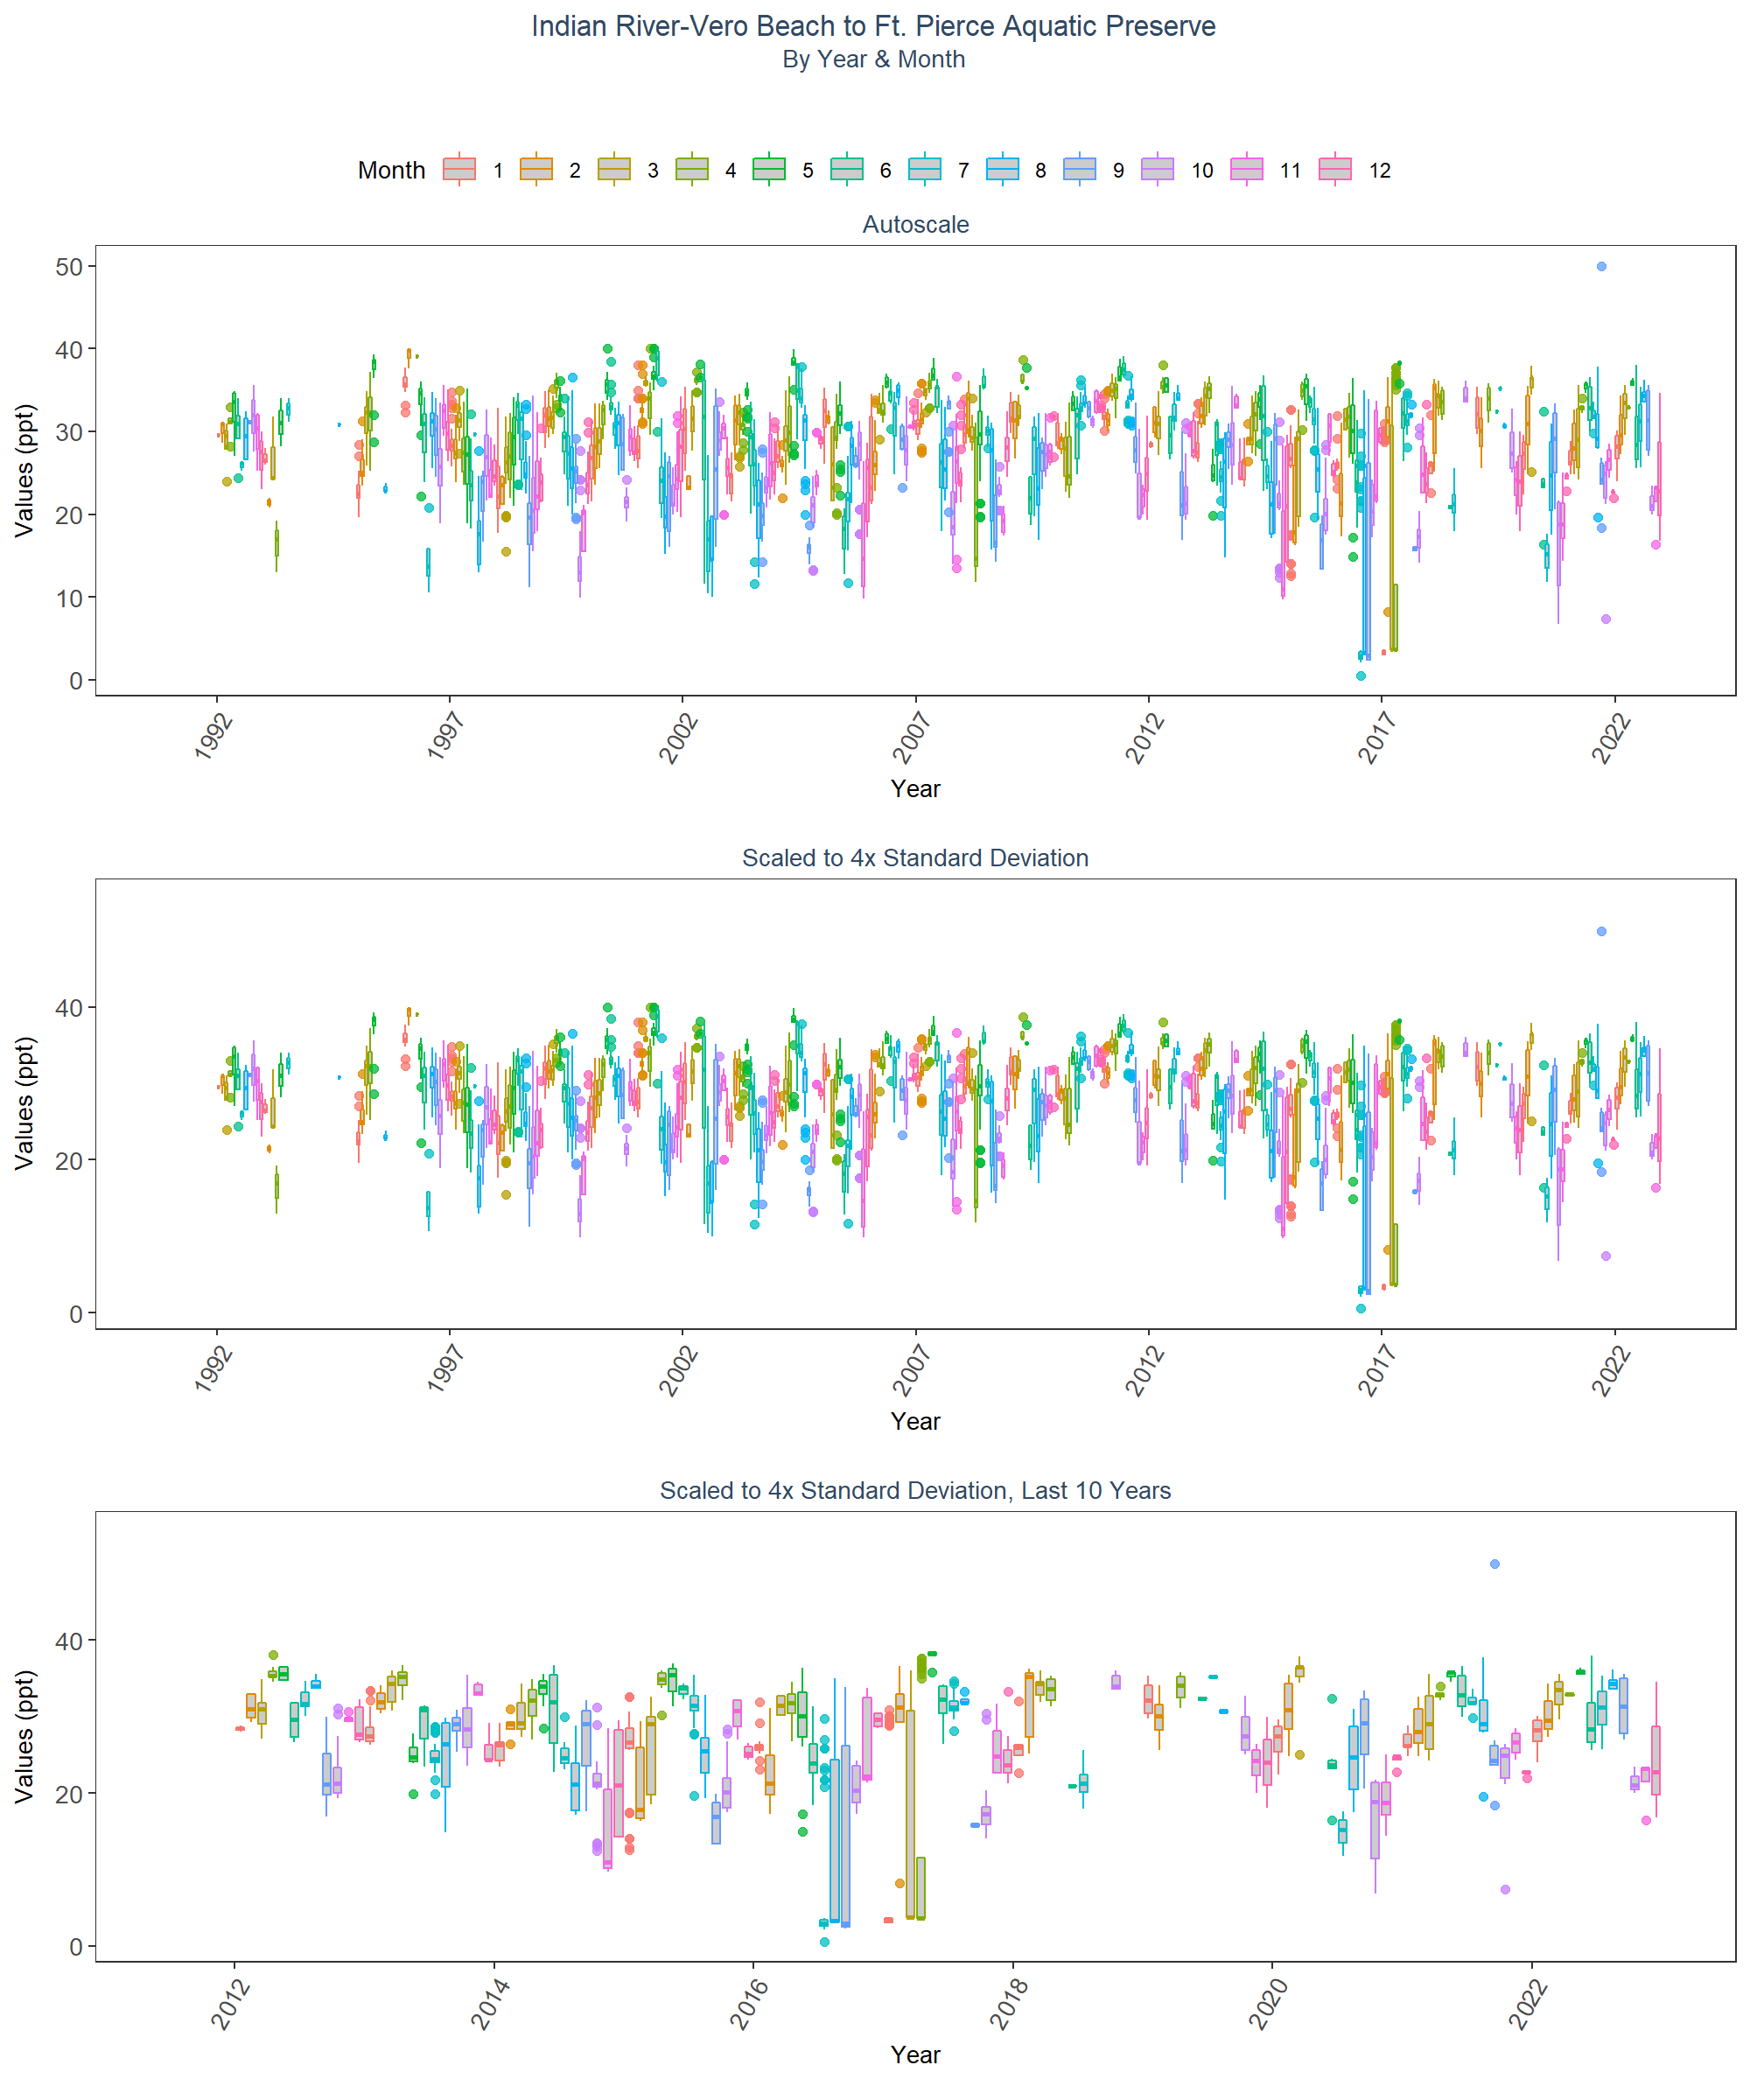 Indian River-Vero Beach to Ft. Pierce Aquatic Preserve
By Year & Month
Month 1 2 3 4 5 6 7 8 9 10 11 12
Autoscale
Values (ppt)
50
40
30
20
10
0
1992 1997 2002 2007 2012 2017 2022
Year
Scaled to 4x Standard Deviation
Values (ppt)
40
20
0
1992 1997 2002 2007 2012 2017 2022
Year
Scaled to 4x Standard Deviation, Last 10 Years
Values (ppt)
40
20
0
2012 2014 2016 2018 2020 2022
Year